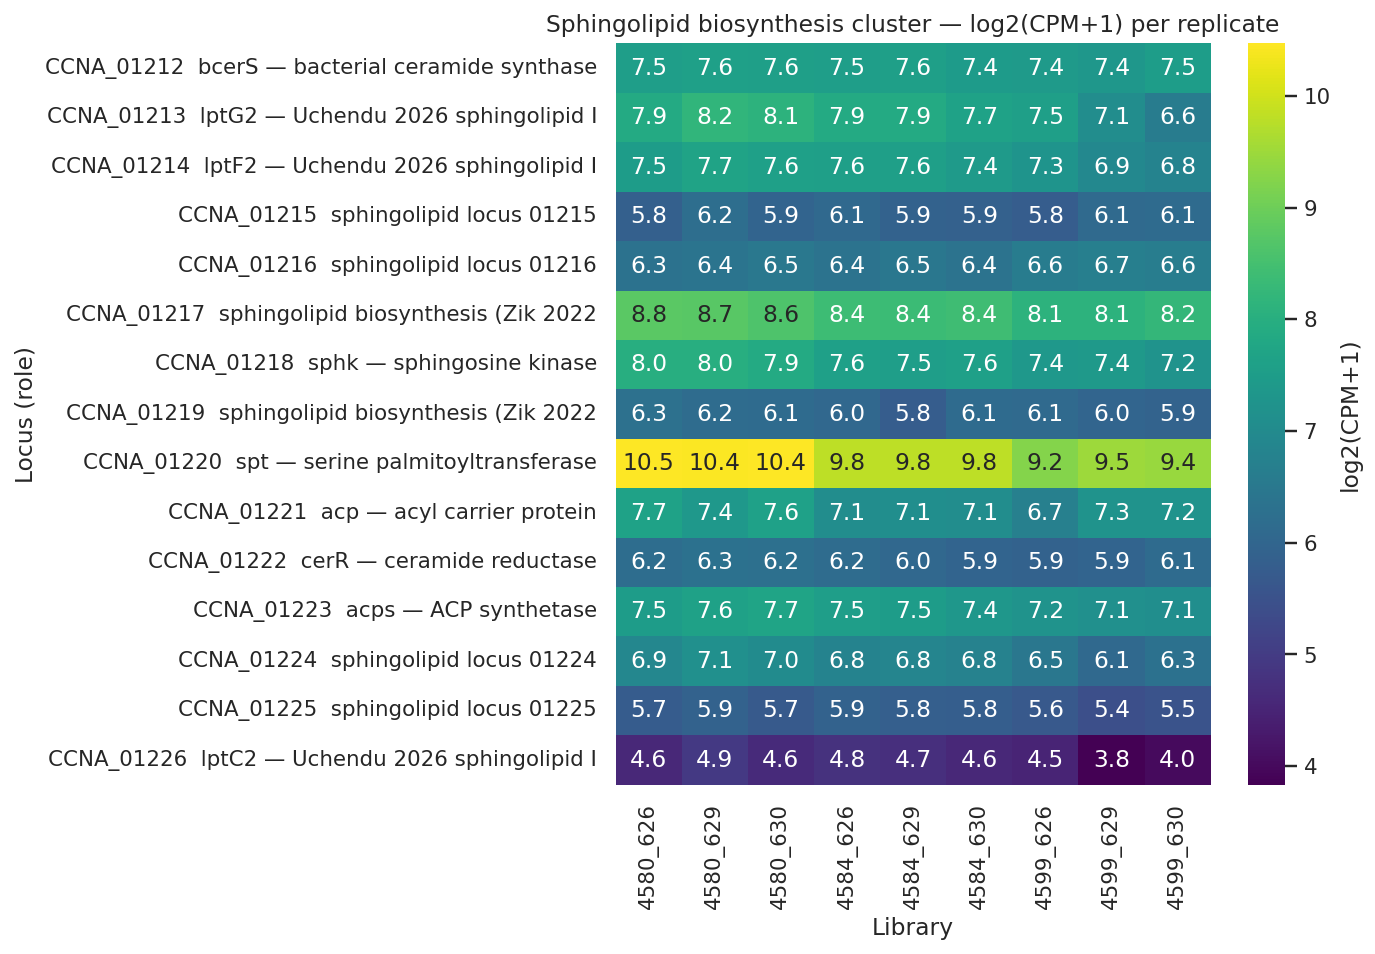 Sphingolipid biosynthesis cluster — log2(CPM+1) per replicate
Locus (role)
CCNA_01212 bcerS — bacterial ceramide synthase 7.5 7.6 7.6 7.5 7.6 7.4 7.4 7.4 7.5
CCNA_01213 lptG2 — Uchendu 2026 sphingolipid l 7.9 8.2 8.1 7.9 7.9 7.7 7.5 7.1 6.6
CCNA_01214 lptF2 — Uchendu 2026 sphingolipid l 7.5 7.7 7.6 7.6 7.6 7.4 7.3 6.9 6.8
CCNA_01215 sphingolipid locus 01215 5.8 6.2 5.9 6.1 5.9 5.9 5.8 6.1 6.1
CCNA_01216 sphingolipid locus 01216 6.3 6.4 6.5 6.4 6.5 6.4 6.6 6.7 6.6
CCNA_01217 sphingolipid biosynthesis (Zik 2022 8.8 8.7 8.6 8.4 8.4 8.4 8.1 8.1 8.2
CCNA_01218 sphk — sphingosine kinase 8.0 8.0 7.9 7.6 7.5 7.6 7.4 7.4 7.2
CCNA_01219 sphingolipid biosynthesis (Zik 2022 6.3 6.2 6.1 6.0 5.8 6.1 6.1 6.0 5.9
CCNA_01220 spt — serine palmitoyltransferase 10.5 10.4 10.4 9.8 9.8 9.8 9.2 9.5 9.4
CCNA_01221 acp — acyl carrier protein 7.7 7.4 7.6 7.1 7.1 7.1 6.7 7.3 7.2
CCNA_01222 cerR — ceramide reductase 6.2 6.3 6.2 6.2 6.0 5.9 5.9 5.9 6.1
CCNA_01223 acps — ACP synthetase 7.5 7.6 7.7 7.5 7.5 7.4 7.2 7.1 7.1
CCNA_01224 sphingolipid locus 01224 6.9 7.1 7.0 6.8 6.8 6.8 6.5 6.1 6.3
CCNA_01225 sphingolipid locus 01225 5.7 5.9 5.7 5.9 5.8 5.8 5.6 5.4 5.5
CCNA_01226 lptC2 — Uchendu 2026 sphingolipid l 4.6 4.9 4.6 4.8 4.7 4.6 4.5 3.8 4.0
4580_626 4580_629 4580_630 4584_626 4584_629 4584_630 4599_626 4599_629 4599_630
Library
10
9
8
7
6
5
4
log2(CPM+1)